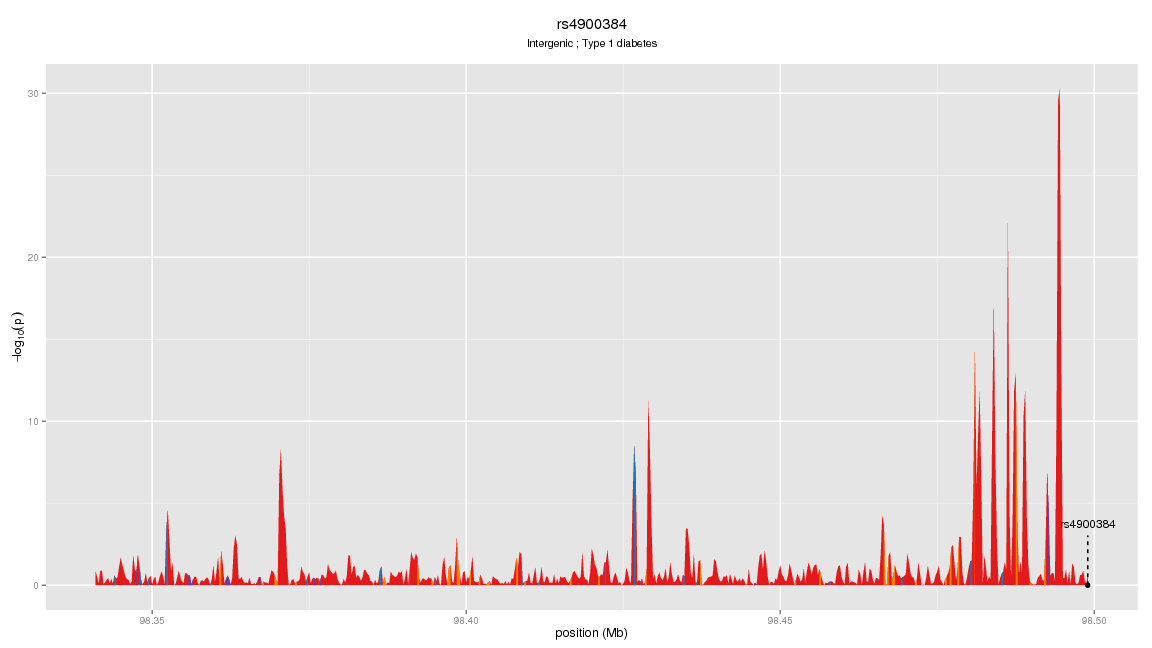 rs4900384
Intergenic ; Type 1 diabetes
30
20
10
0
−log10(p)
rs4900384
98.35 98.40 98.45 98.50
position (Mb)